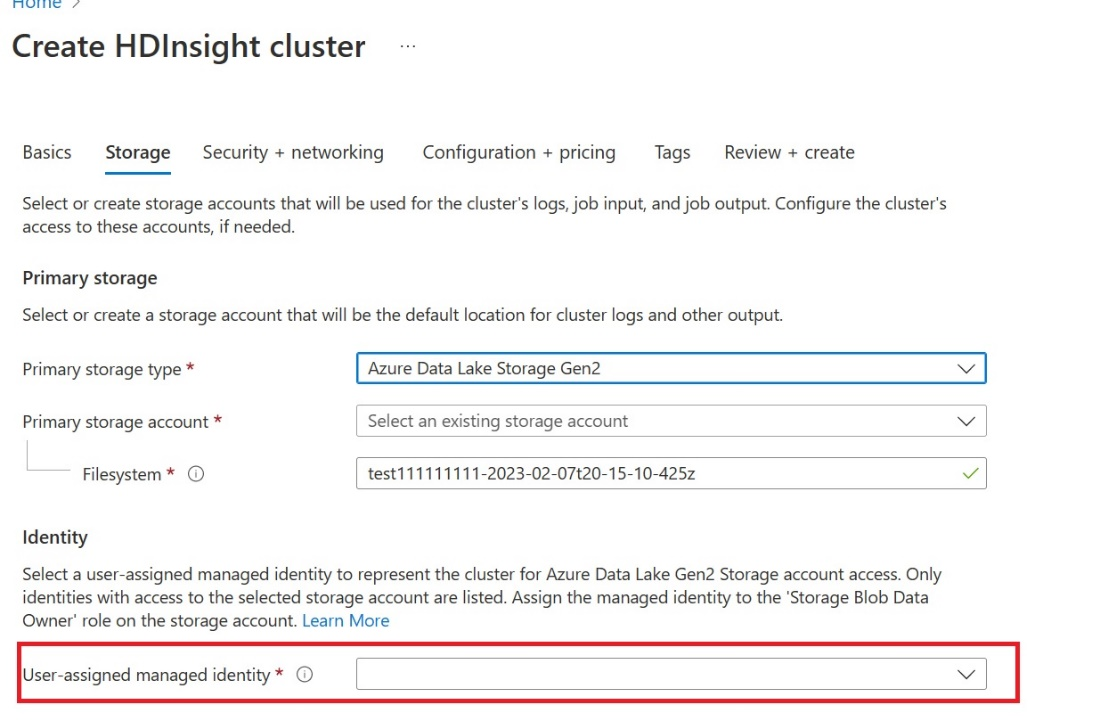 Home >
Create HDInsight cluster ...
Basics Storage Security + networking Configuration + pricing Tags Review + create
Select or create storage accounts that will be used for the cluster's logs, job input, and job output. Configure the cluster's
access to these accounts, if needed.
Primary storage
Select or create a storage account that will be the default location for cluster logs and other output.
Primary storage type * Azure Data Lake Storage Gen2
Primary storage account * Select an existing storage account
Filesystem * test111111111-2023-02-07t20-15-10-425z
Identity
Select a user-assigned managed identity to represent the cluster for Azure Data Lake Gen2 Storage account access. Only
identities with access to the selected storage account are listed. Assign the managed identity to the 'Storage Blob Data
Owner' role on the storage account. Learn More
User-assigned managed identity *